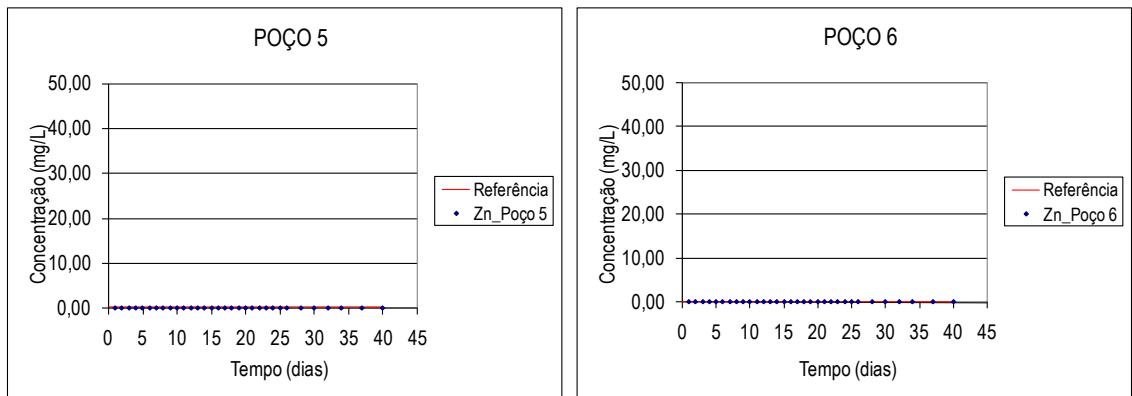 POÇO 5
50,00
40,00
30,00
20,00
10,00
0,00
Concentração (mg/L)
0 5 10 15 20 25 30 35 40 45
Tempo (dias)
Referência
Zn_Poço 5
POÇO 6
50,00
40,00
30,00
20,00
10,00
0,00
Concentração (mg/L)
0 5 10 15 20 25 30 35 40 45
Tempo (dias)
Referência
Zn_Poço 6